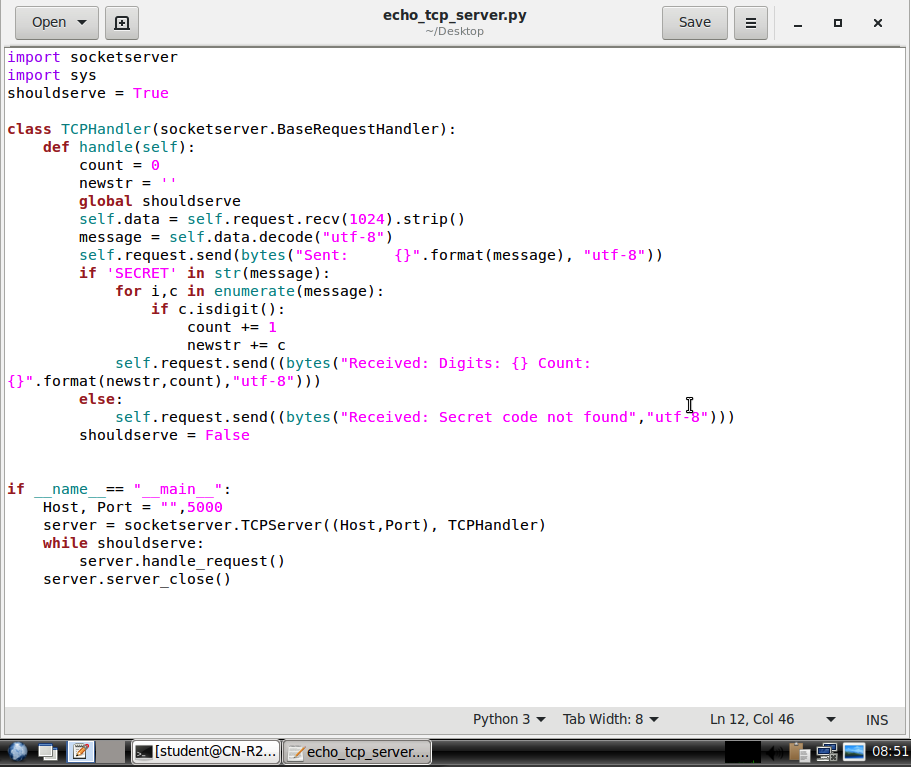 Open
echo_tcp_server.py
~/Desktop
Save
import socketserver
import sys
shouldserve = True
class TCPHandler(socketserver.BaseRequestHandler):
    def handle(self):
        count = 0
        newstr = ''
        global shouldserve
        self.data = self.request.recv(1024).strip()
        message = self.data.decode("utf-8")
        self.request.send(bytes("Sent:     {}".format(message), "utf-8"))
        if 'SECRET' in str(message):
            for i,c in enumerate(message):
                if c.isdigit():
                    count += 1
                    newstr += c
            self.request.send((bytes("Received: Digits: {} Count:
{}".format(newstr,count),"utf-8")))
        else:
            self.request.send((bytes("Received: Secret code not found","utf-8")))
        shouldserve = False
if __name__== "__main__":
    Host, Port = "",5000
    server = socketserver.TCPServer((Host,Port), TCPHandler)
    while shouldserve:
        server.handle_request()
    server.server_close()
Python 3 Tab Width: 8 Ln 12, Col 46 INS
[student@CN-R2... echo_tcp_server.... 08:51